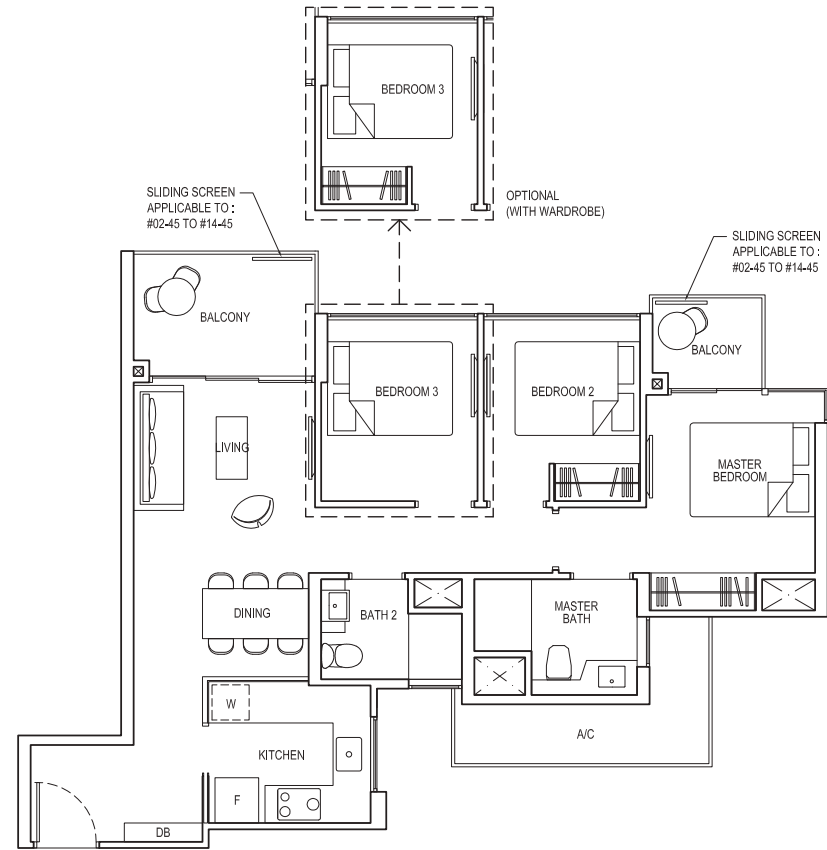 BEDROOM 3
SLIDING SCREEN
APPLICABLE TO :
#02-45 TO #14-45
OPTIONAL
(WITH WARDROBE)
SLIDING SCREEN
APPLICABLE TO :
#02-45 TO #14-45
BALCONY
BALCONY
BEDROOM 3
BEDROOM 2
LIVING
MASTER
BEDROOM
DINING
BATH 2
MASTER
BATH
W
KITCHEN
A/C
F
DB